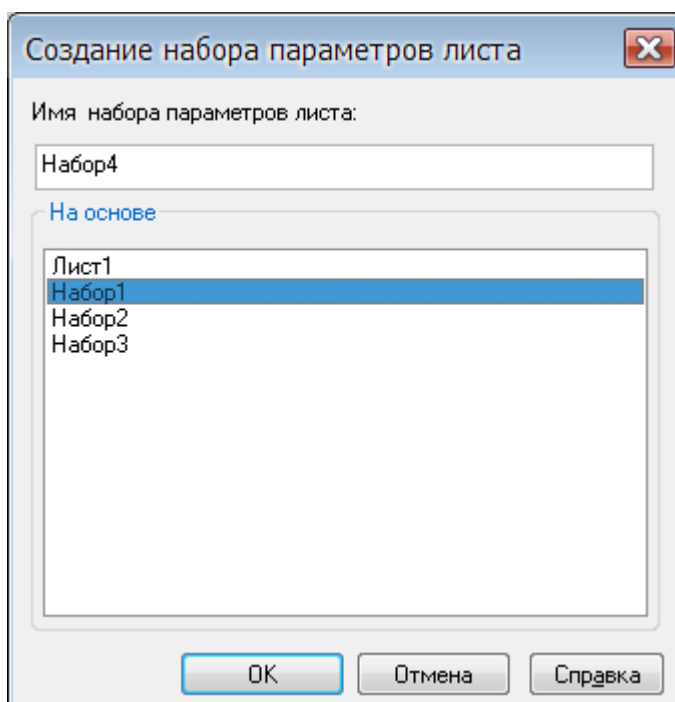 Создание набора параметров листа
Имя набора параметров листа:
Набор4
На основе
Лист1
Набор1
Набор2
Набор3
OK Отмена Справка